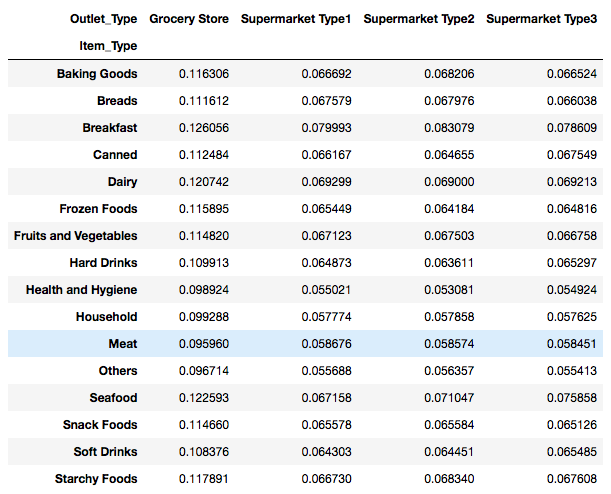 Outlet_Type Grocery Store Supermarket Type1 Supermarket Type2 Supermarket Type3
Item_Type
Baking Goods 0.116306 0.066692 0.068206 0.066524
Breads 0.111612 0.067579 0.067976 0.066038
Breakfast 0.126056 0.079993 0.083079 0.078609
Canned 0.112484 0.066167 0.064655 0.067549
Dairy 0.120742 0.069299 0.069000 0.069213
Frozen Foods 0.115895 0.065449 0.064184 0.064816
Fruits and Vegetables 0.114820 0.067123 0.067503 0.066758
Hard Drinks 0.109913 0.064873 0.063611 0.065297
Health and Hygiene 0.098924 0.055021 0.053081 0.054924
Household 0.099288 0.057774 0.057858 0.057625
Meat 0.095960 0.058676 0.058574 0.058451
Others 0.096714 0.055688 0.056357 0.055413
Seafood 0.122593 0.067158 0.071047 0.075858
Snack Foods 0.114660 0.065578 0.065584 0.065126
Soft Drinks 0.108376 0.064303 0.064451 0.065485
Starchy Foods 0.117891 0.066730 0.068340 0.067608